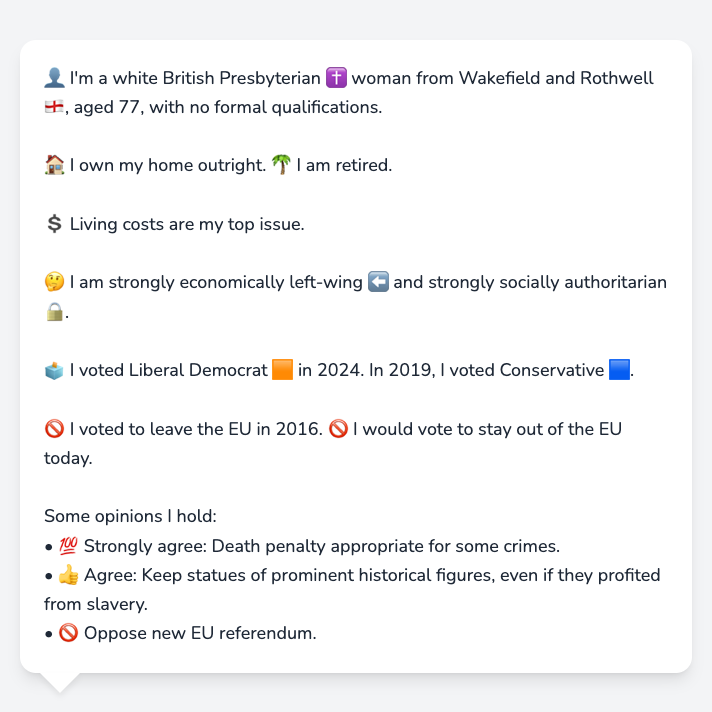 👤 I'm a white British Presbyterian ✝️ woman from Wakefield and Rothwell
🏴󠁧󠁢󠁥󠁮󠁧󠁿, aged 77, with no formal qualifications.
🏠 I own my home outright. 🌴 I am retired.
💲 Living costs are my top issue.
🤔 I am strongly economically left-wing ⬅️ and strongly socially authoritarian
🔒.
🗳️ I voted Liberal Democrat 🟧 in 2024. In 2019, I voted Conservative 🟦.
🚫 I voted to leave the EU in 2016. 🚫 I would vote to stay out of the EU
today.
Some opinions I hold:
• 💯 Strongly agree: Death penalty appropriate for some crimes.
• 👍 Agree: Keep statues of prominent historical figures, even if they profited
from slavery.
• 🚫 Oppose new EU referendum.